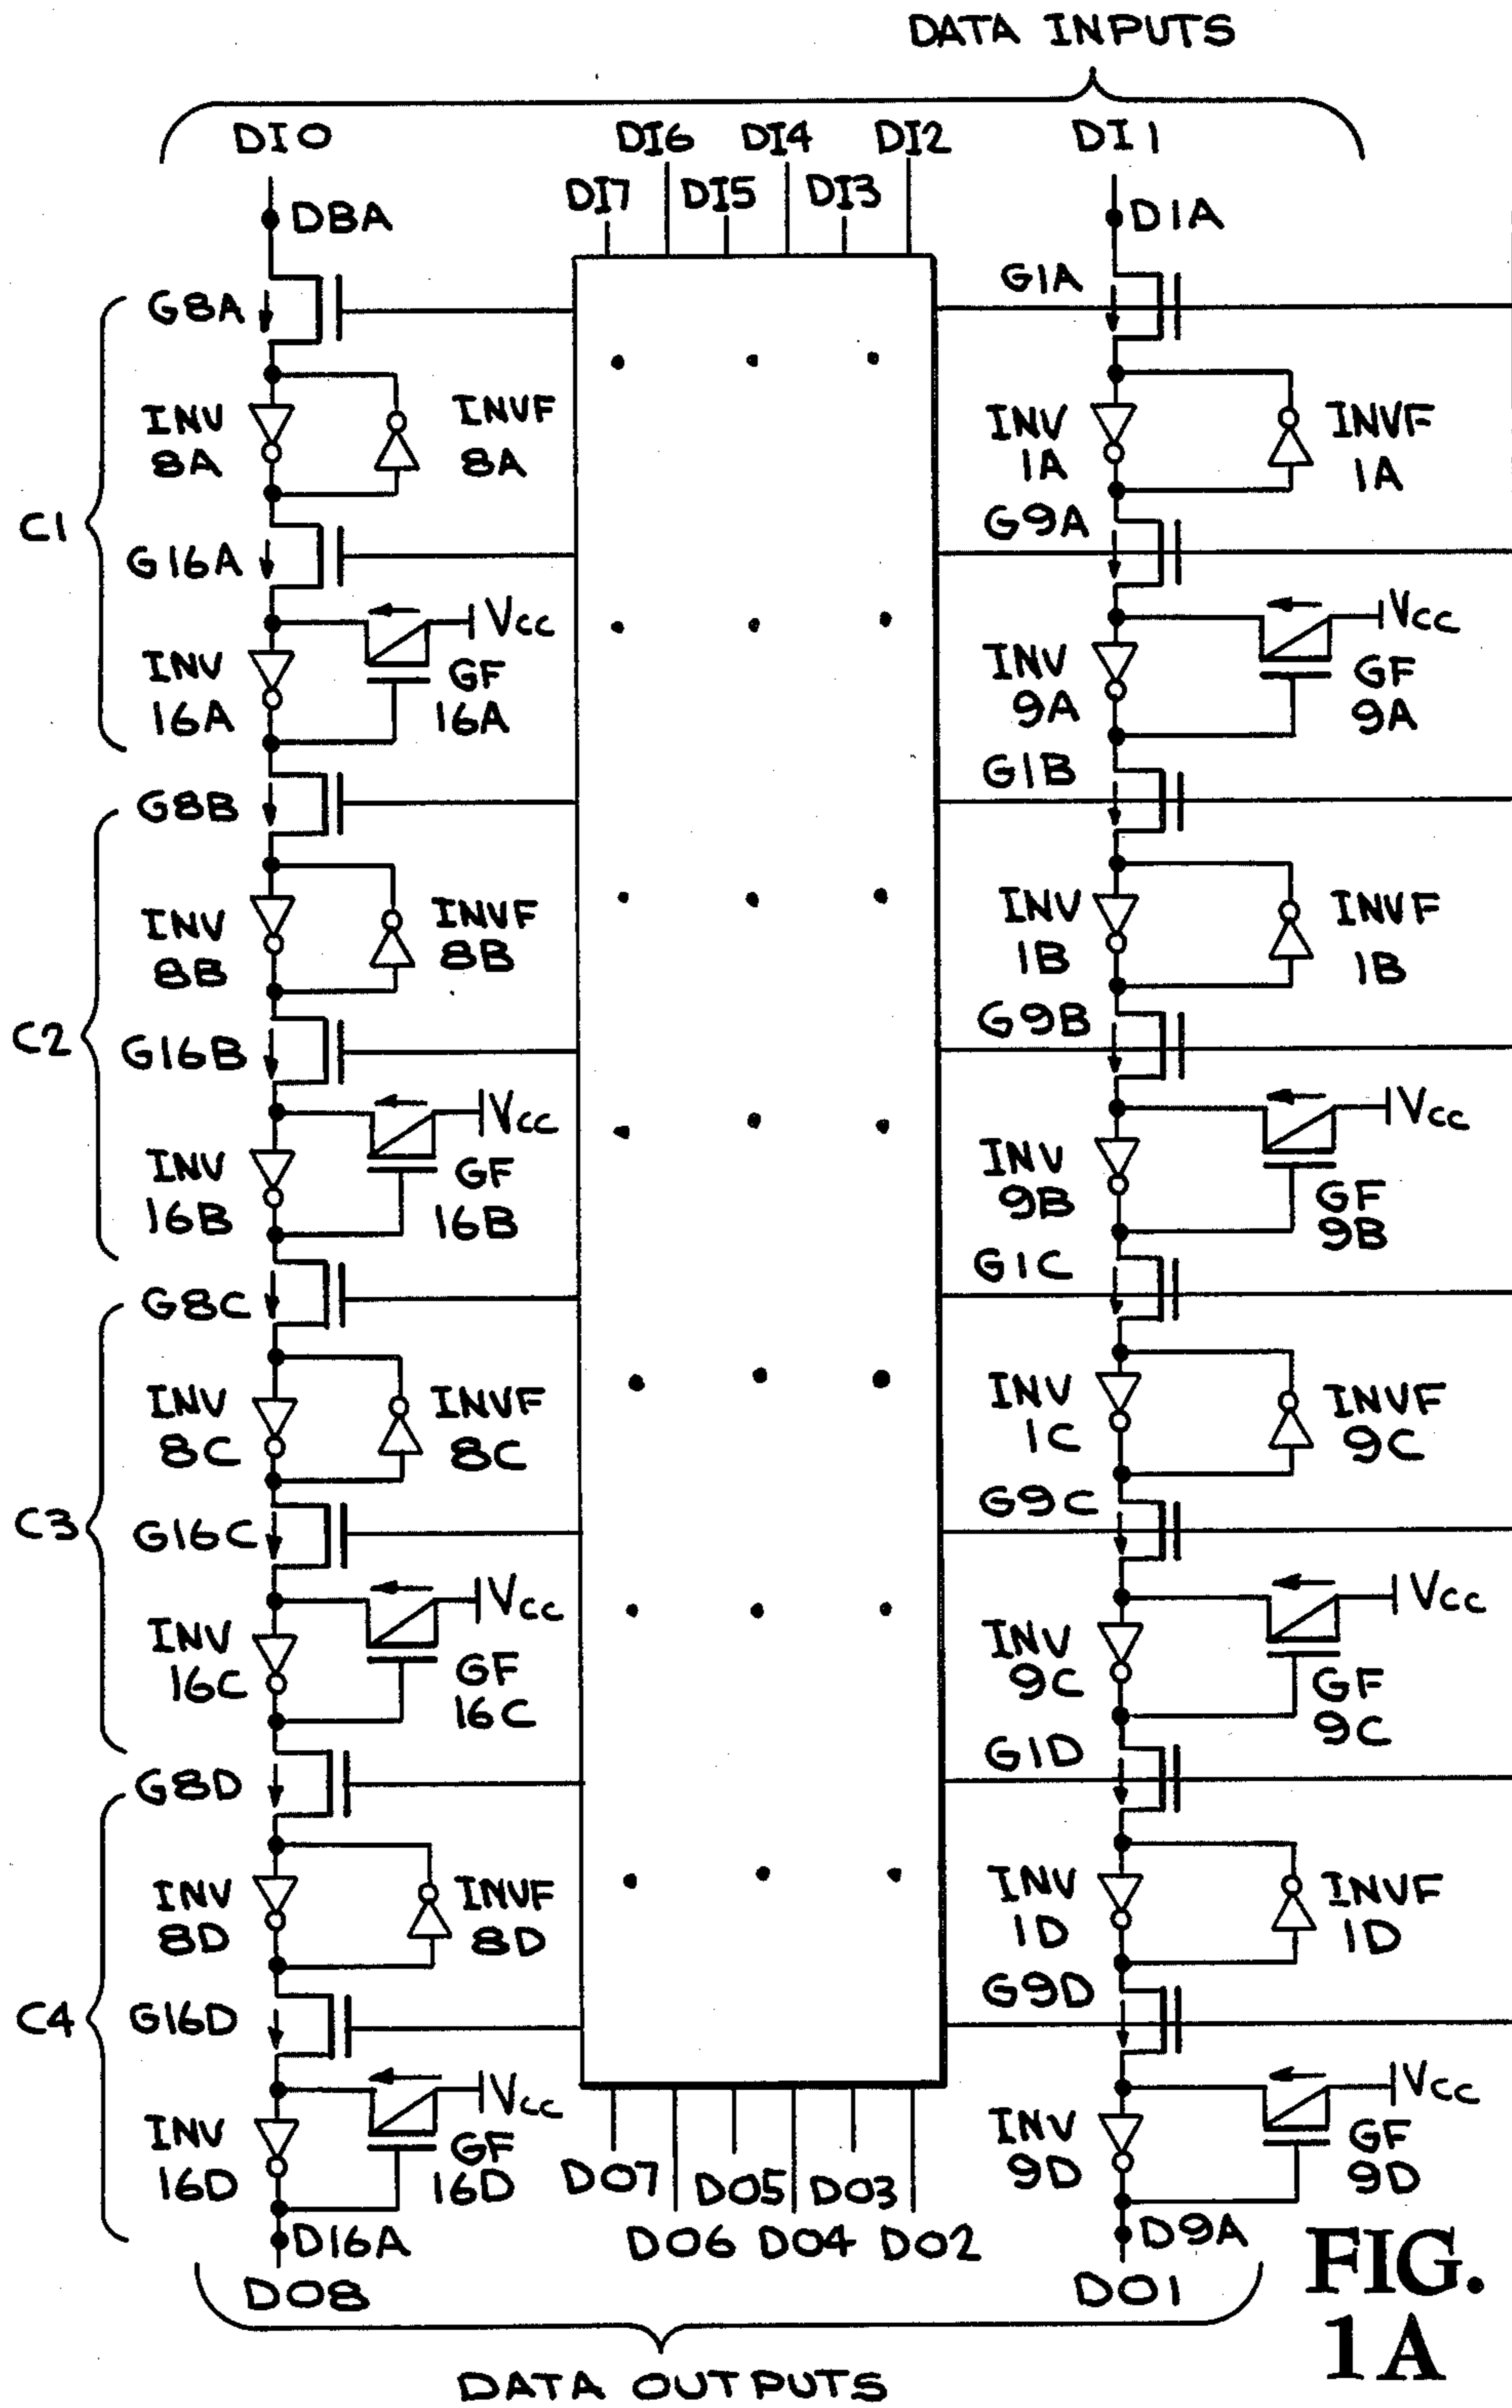 DATA INPUTS
DI0
DI6
DI4
DI2
DI1
DI7
DI5
DI3
DBA
D1A
G8A
G1A
INV
8A
INVF
8A
INV
1A
INVF
1A
C1
G16A
G9A
Vcc
Vcc
INV
16A
GF
16A
INV
9A
GF
9A
G8B
G1B
INV
8B
INVF
8B
INV
1B
INVF
1B
C2
G16B
G9B
Vcc
Vcc
INV
16B
GF
16B
INV
9B
GF
9B
G8C
G1C
INV
8C
INVF
8C
INV
1C
INVF
9C
C3
G16C
G9C
Vcc
Vcc
INV
16C
GF
16C
INV
9C
GF
9C
G8D
G1D
INV
8D
INVF
8D
INV
1D
INVF
1D
C4
G16D
G9D
Vcc
Vcc
INV
16D
GF
16D
INV
9D
GF
9D
DO7
DO5
DO3
DO6
DO4
DO2
D16A
D9A
DO8
DO1
DATA OUTPUTS
FIG.
1A